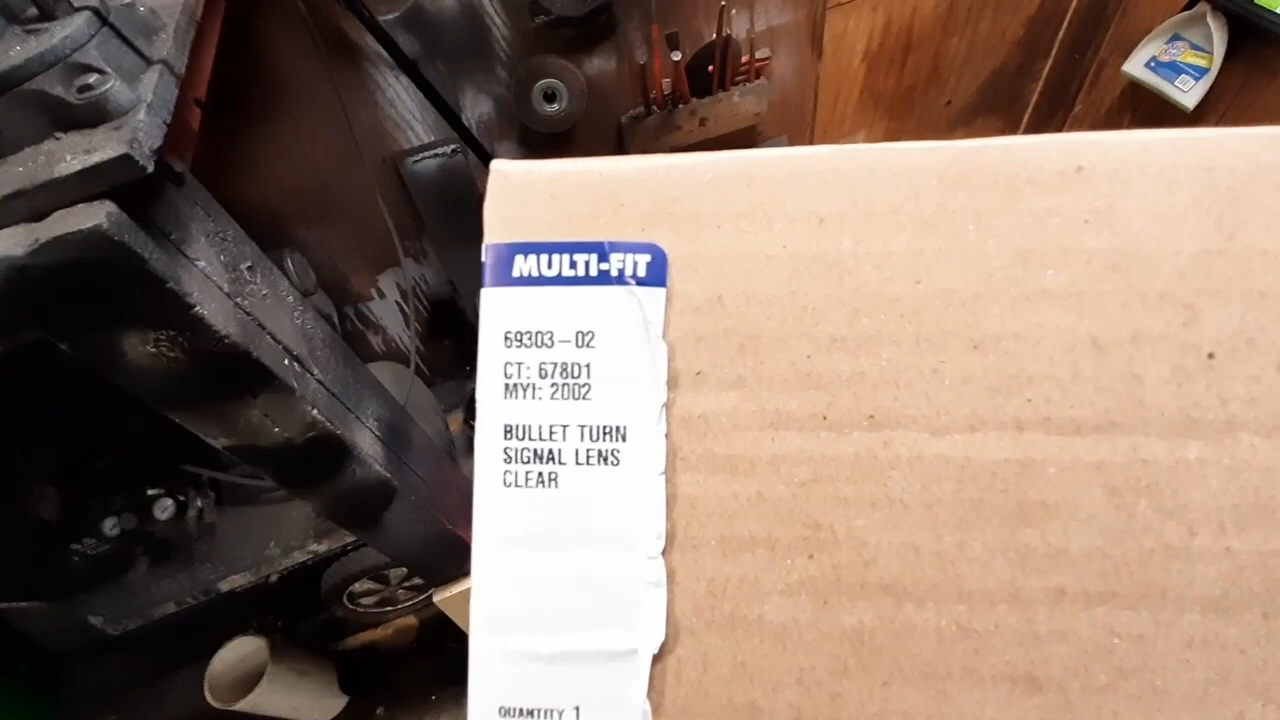 MULTI-FIT
69303-02
CT: 678D1
MYI: 2002
BULLET TURN
SIGNAL LENS
CLEAR
QUANTITY 1